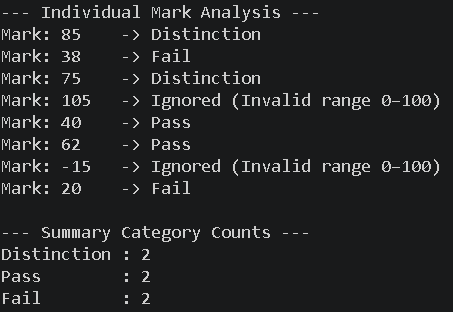 --- Individual Mark Analysis ---
Mark: 85    -> Distinction
Mark: 38    -> Fail
Mark: 75    -> Distinction
Mark: 105   -> Ignored (Invalid range 0–100)
Mark: 40    -> Pass
Mark: 62    -> Pass
Mark: -15   -> Ignored (Invalid range 0–100)
Mark: 20    -> Fail

--- Summary Category Counts ---
Distinction : 2
Pass        : 2
Fail        : 2